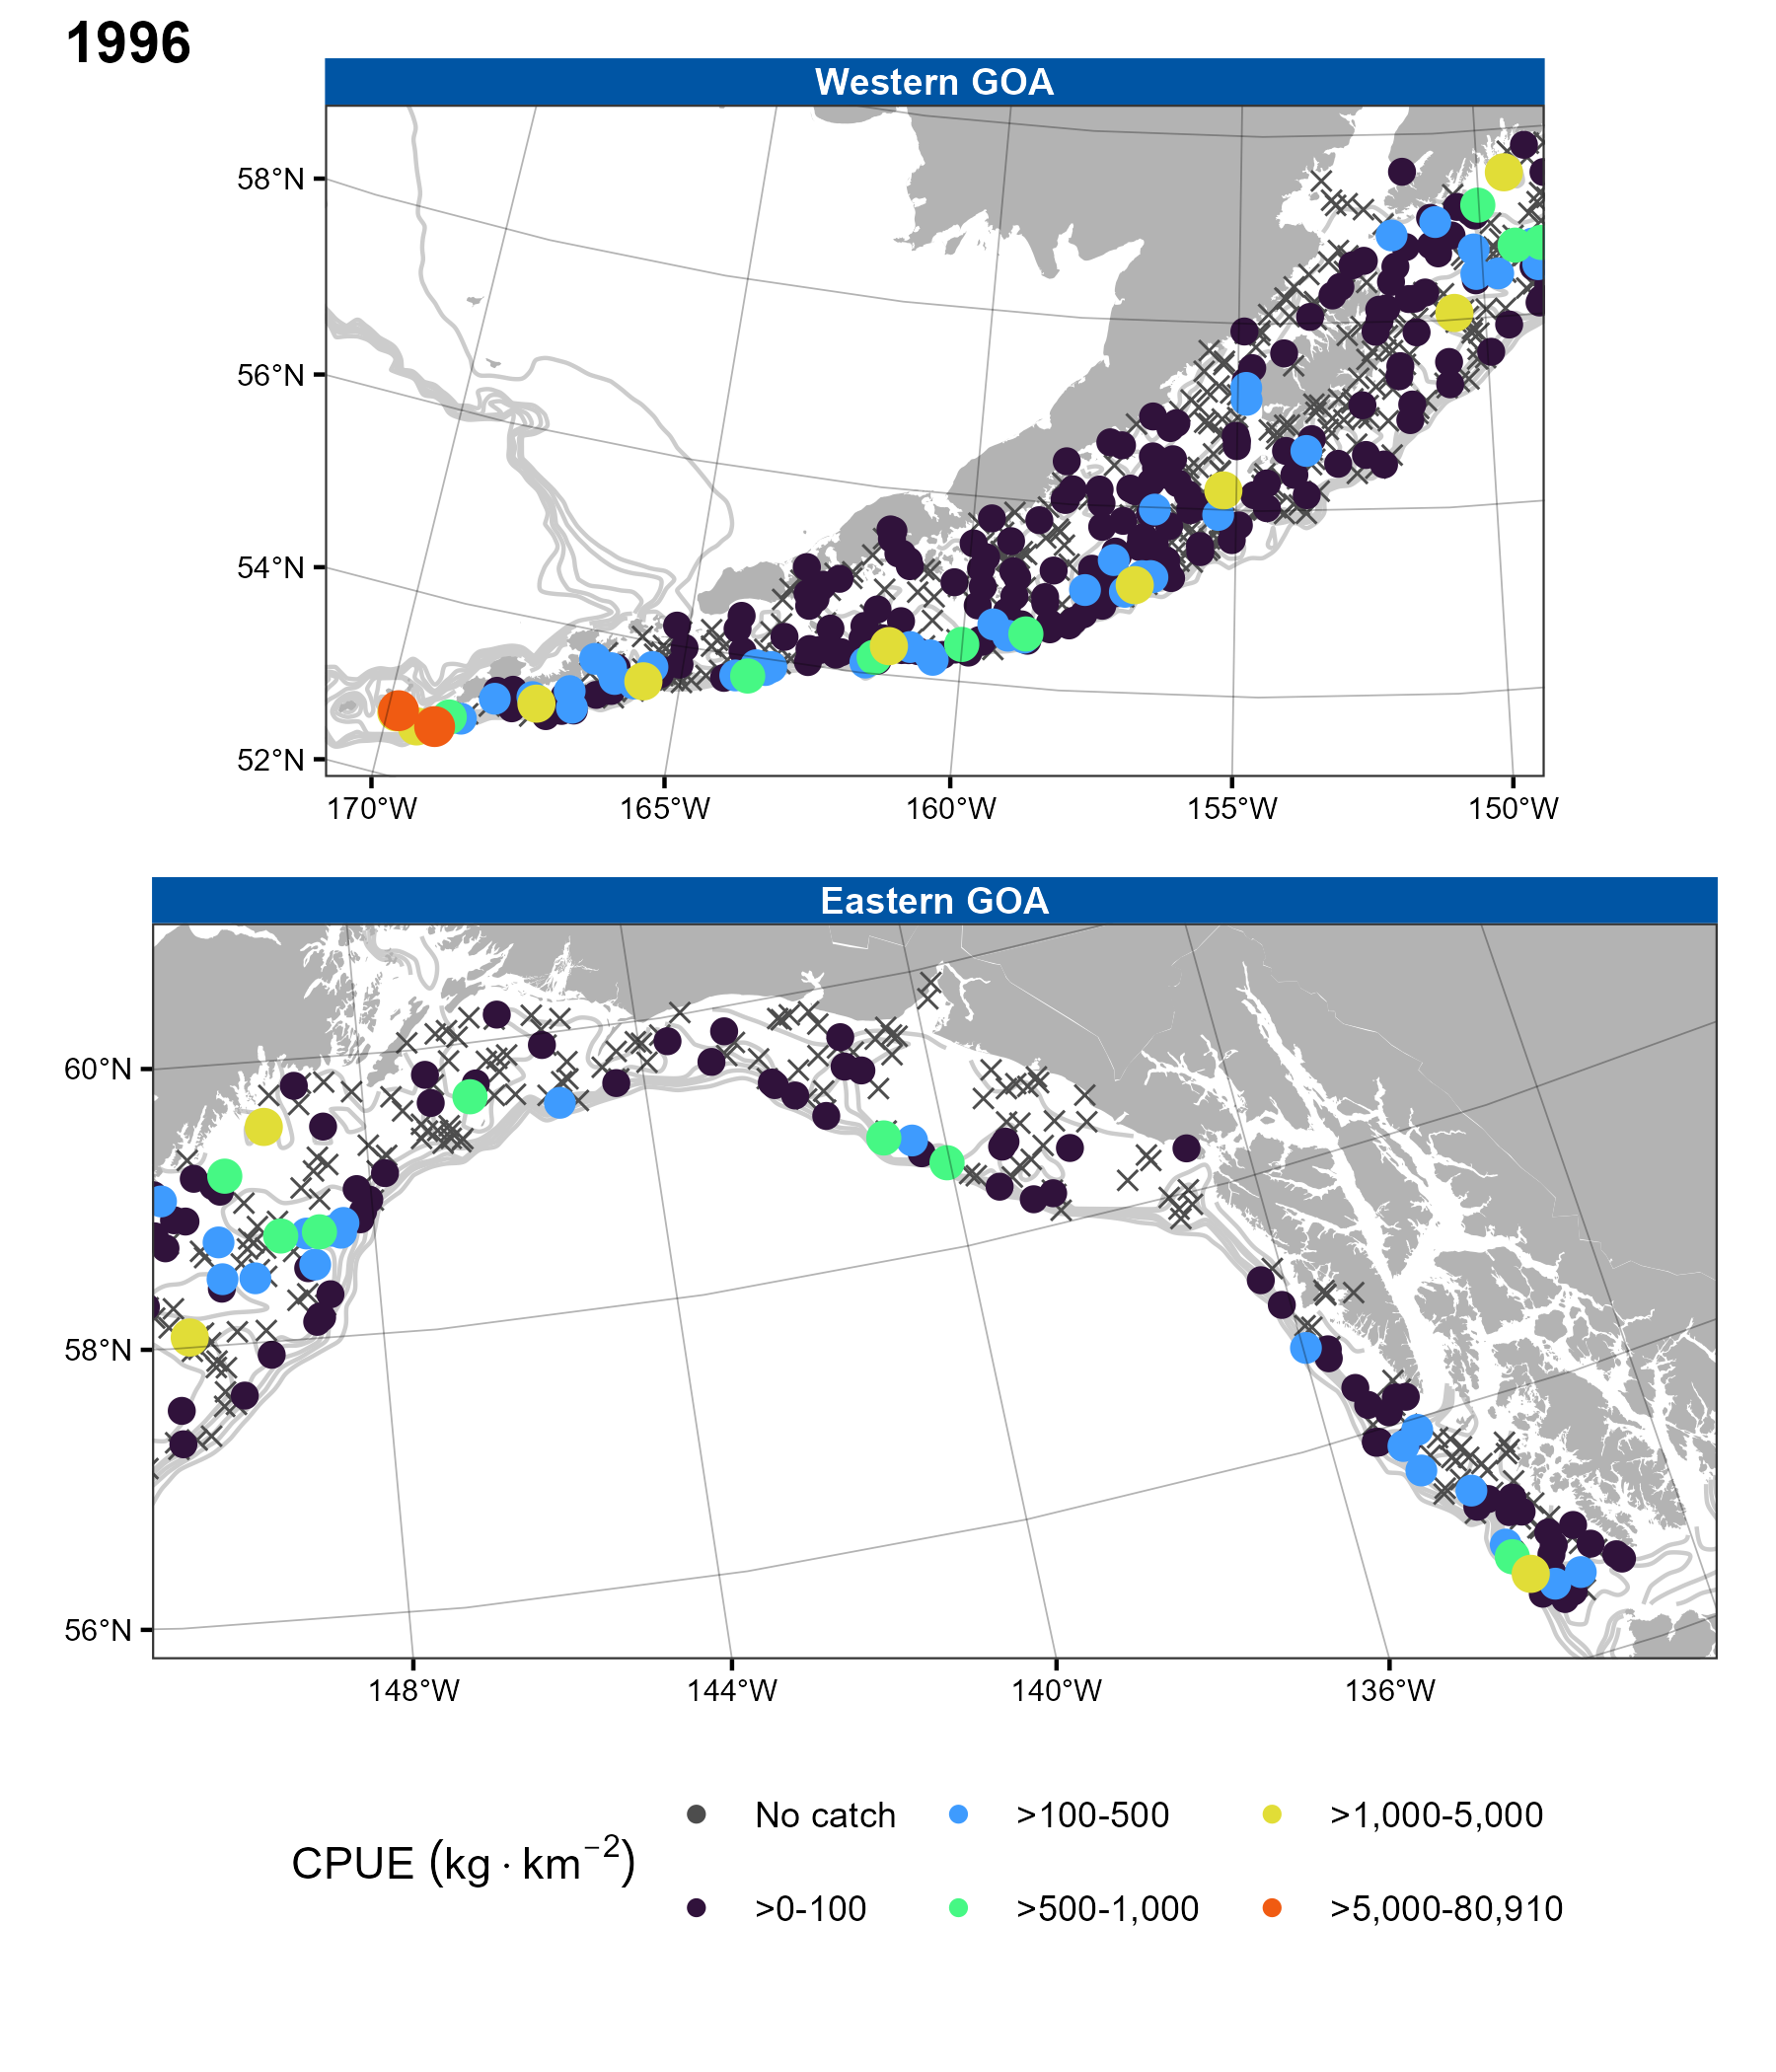 1996
Western GOA
58°N
56°N
54°N
52°N
170°W 165°W 160°W 155°W 150°W
Eastern GOA
60°N
58°N
56°N
148°W 144°W 140°W 136°W
CPUE (kg · km⁻²)
No catch >100-500 >1,000-5,000
>0-100 >500-1,000 >5,000-80,910